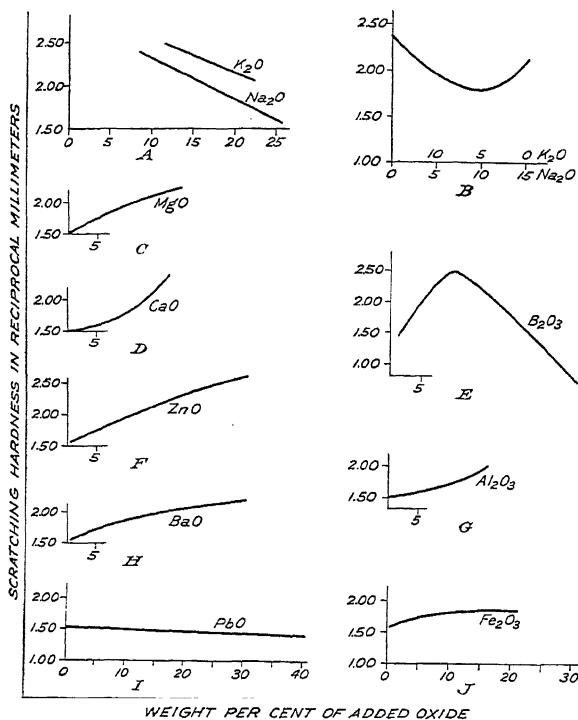 SCRATCHING HARDNESS IN RECIPROCAL MILLIMETERS
2.50
2.00
1.50
0 5 10 15 20 25
K₂O
Na₂O
A
2.50
2.00
1.50
1.00
10 5 0 K₂O
0 5 10 15 Na₂O
B
2.00
1.50
5
MgO
C
2.00
1.50
5
CaO
D
2.50
2.00
1.50
1.00
5
B₂O₃
E
2.50
2.00
1.50
5
ZnO
F
2.00
1.50
5
Al₂O₃
G
2.00
1.50
5
BaO
H
2.00
1.50
1.00
0 10 20 30 40
PbO
I
2.00
1.50
1.00
0 10 20 30
Fe₂O₃
J
WEIGHT PER CENT OF ADDED OXIDE